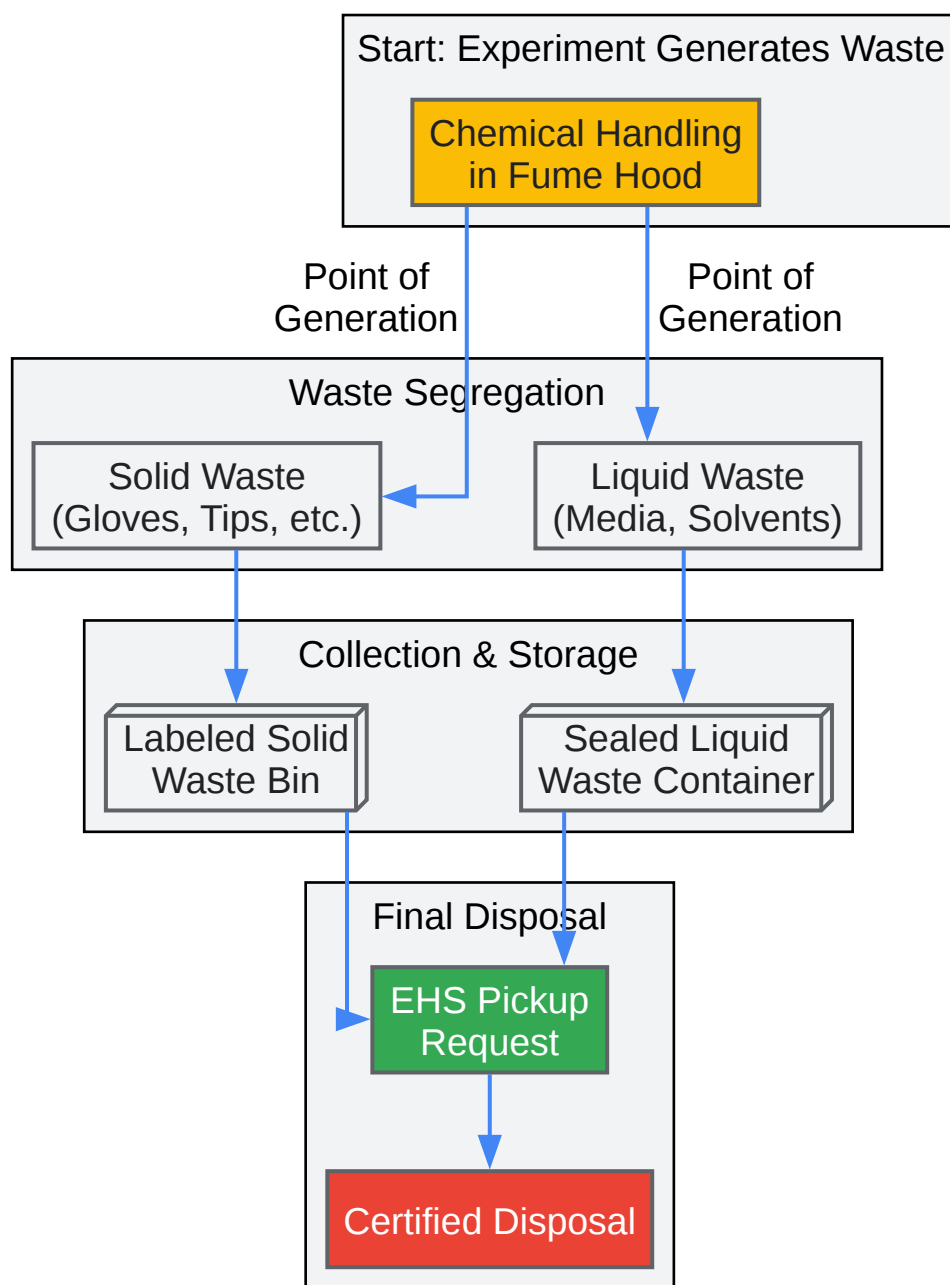 Start: Experiment Generates Waste
Chemical Handling
in Fume Hood
Point of
Generation
Point of
Generation
Waste Segregation
Solid Waste
(Gloves, Tips, etc.)
Liquid Waste
(Media, Solvents)
Collection & Storage
Labeled Solid
Waste Bin
Sealed Liquid
Waste Container
Final Disposal
EHS Pickup
Request
Certified Disposal